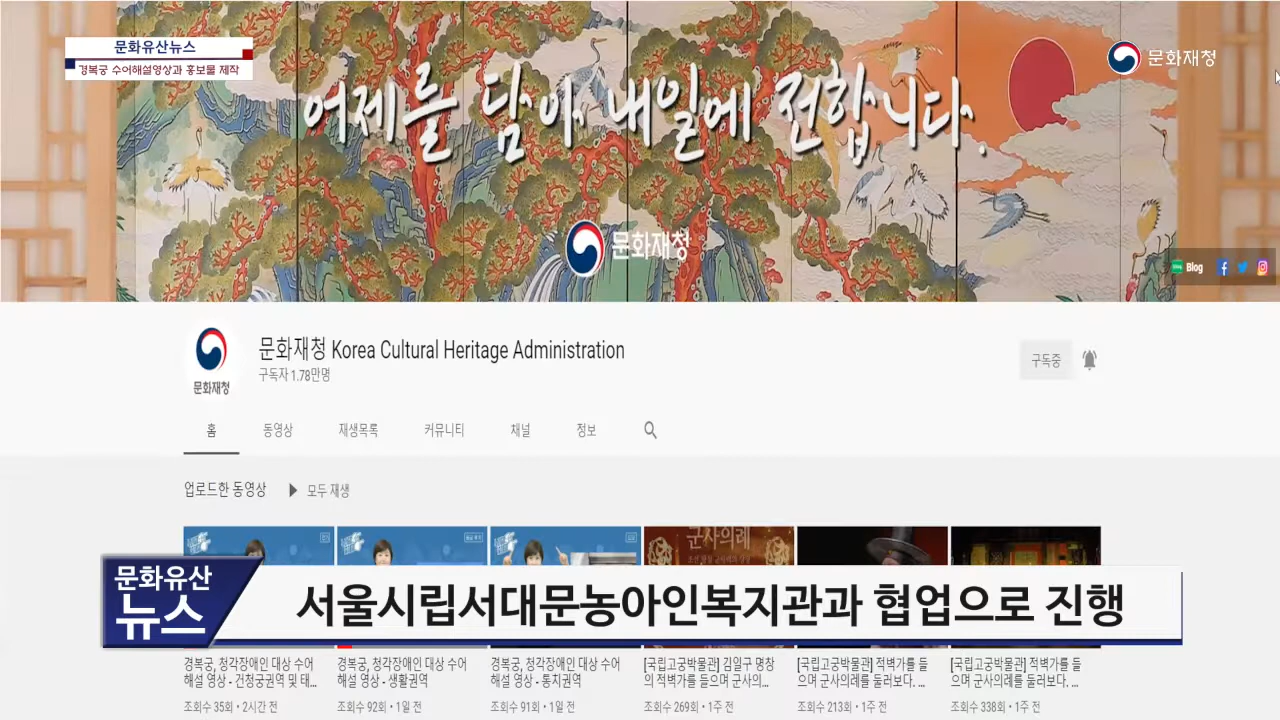 문화유산뉴스
경복궁 수어해설영상과 홍보물 제작
문화재청
어제를 담아 내일에 전합니다.
문화재청
Blog
문화재청 Korea Cultural Heritage Administration
구독자 1.78만명
문화재청
구독중
홈 동영상 재생목록 커뮤니티 채널 정보
업로드한 동영상 모두 재생
군사의례
문화유산
뉴스
서울시립서대문농아인복지관과 협업으로 진행
경복궁, 청각장애인 대상 수어
해설 영상 - 건청궁권역 및 태...
조회수 35회 • 2시간 전
경복궁, 청각장애인 대상 수어
해설 영상 - 생활권역
조회수 92회 • 1일 전
경복궁, 청각장애인 대상 수어
해설 영상 - 통치권역
조회수 91회 • 1일 전
[국립고궁박물관] 김일구 명창
의 적벽가를 들으며 군사의...
조회수 269회 • 1주 전
[국립고궁박물관] 적벽가를 들
으며 군사의례를 둘러보다. ...
조회수 213회 • 1주 전
[국립고궁박물관] 적벽가를 들
으며 군사의례를 둘러보다. ...
조회수 338회 • 1주 전